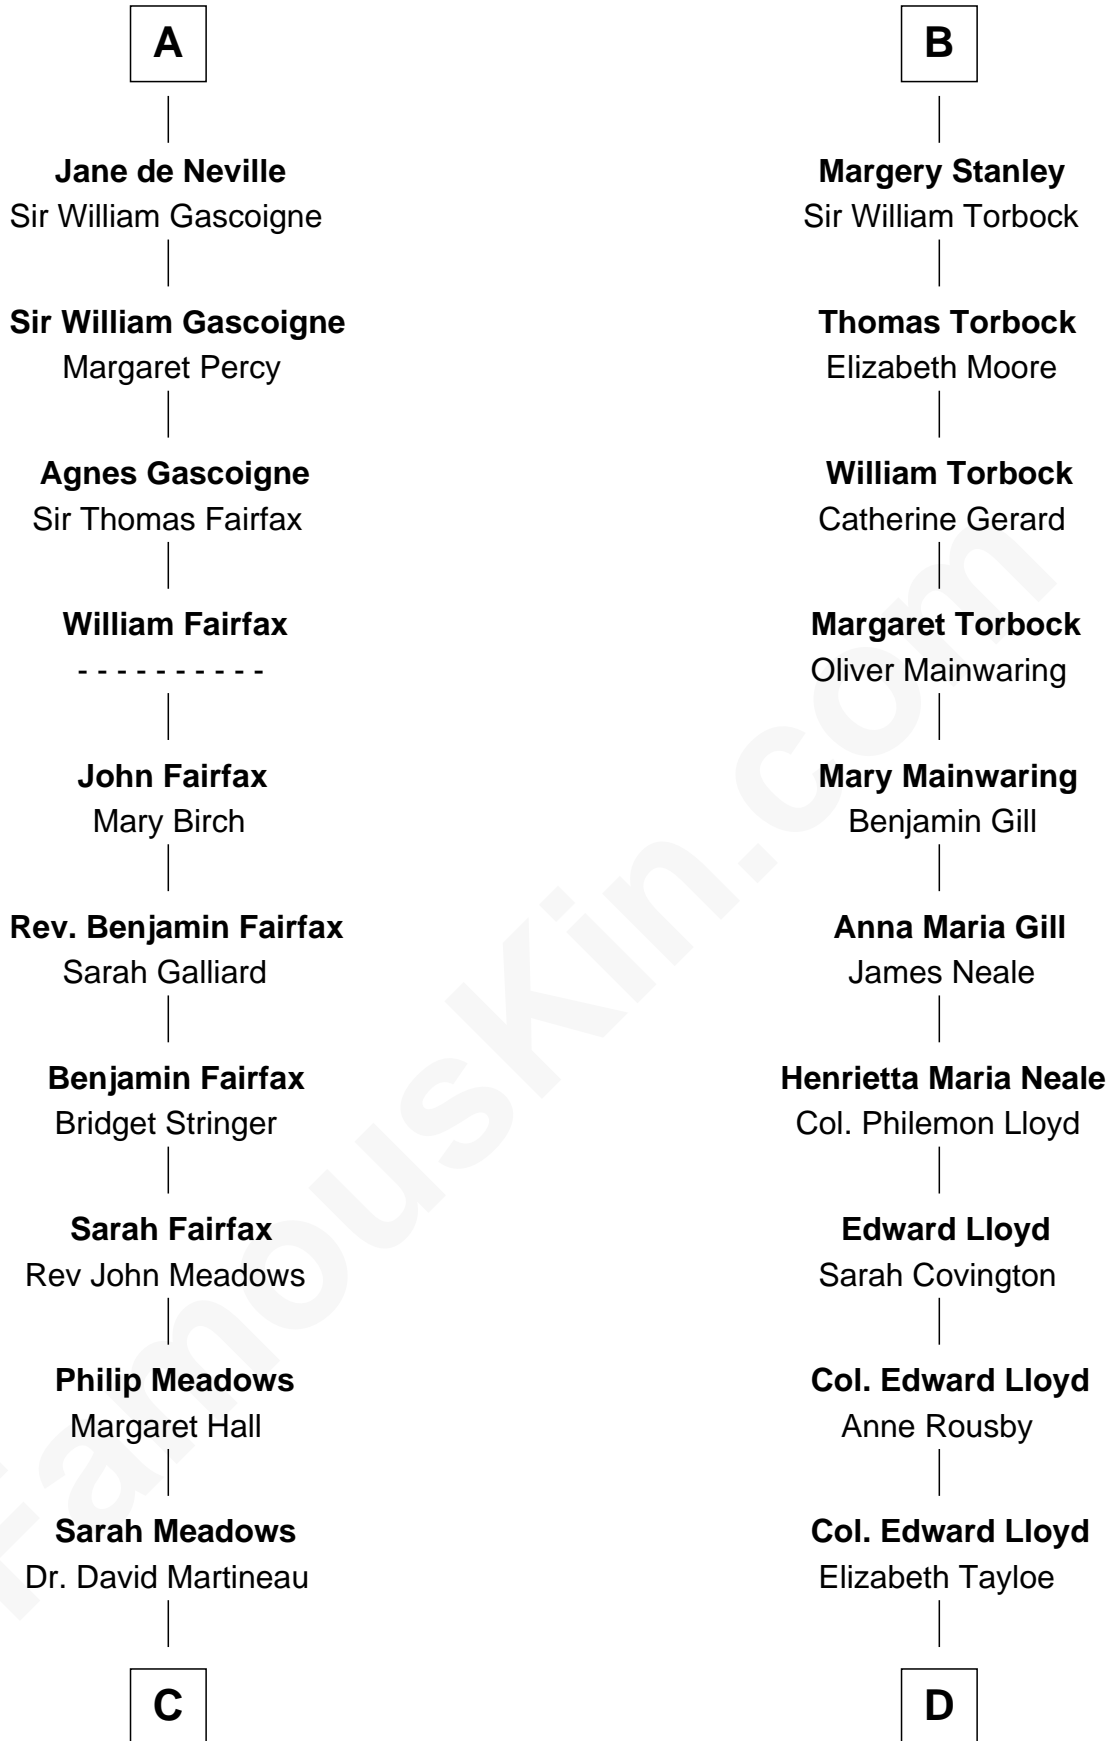 A
Jane de Neville
Sir William Gascoigne
Sir William Gascoigne
Margaret Percy
Agnes Gascoigne
Sir Thomas Fairfax
William Fairfax
- - - - - - - - - -
John Fairfax
Mary Birch
Rev. Benjamin Fairfax
Sarah Galliard
Benjamin Fairfax
Bridget Stringer
Sarah Fairfax
Rev John Meadows
Philip Meadows
Margaret Hall
Sarah Meadows
Dr. David Martineau
C
B
Margery Stanley
Sir William Torbock
Thomas Torbock
Elizabeth Moore
William Torbock
Catherine Gerard
Margaret Torbock
Oliver Mainwaring
Mary Mainwaring
Benjamin Gill
Anna Maria Gill
James Neale
Henrietta Maria Neale
Col. Philemon Lloyd
Edward Lloyd
Sarah Covington
Col. Edward Lloyd
Anne Rousby
Col. Edward Lloyd
Elizabeth Tayloe
D
FamousKin.com